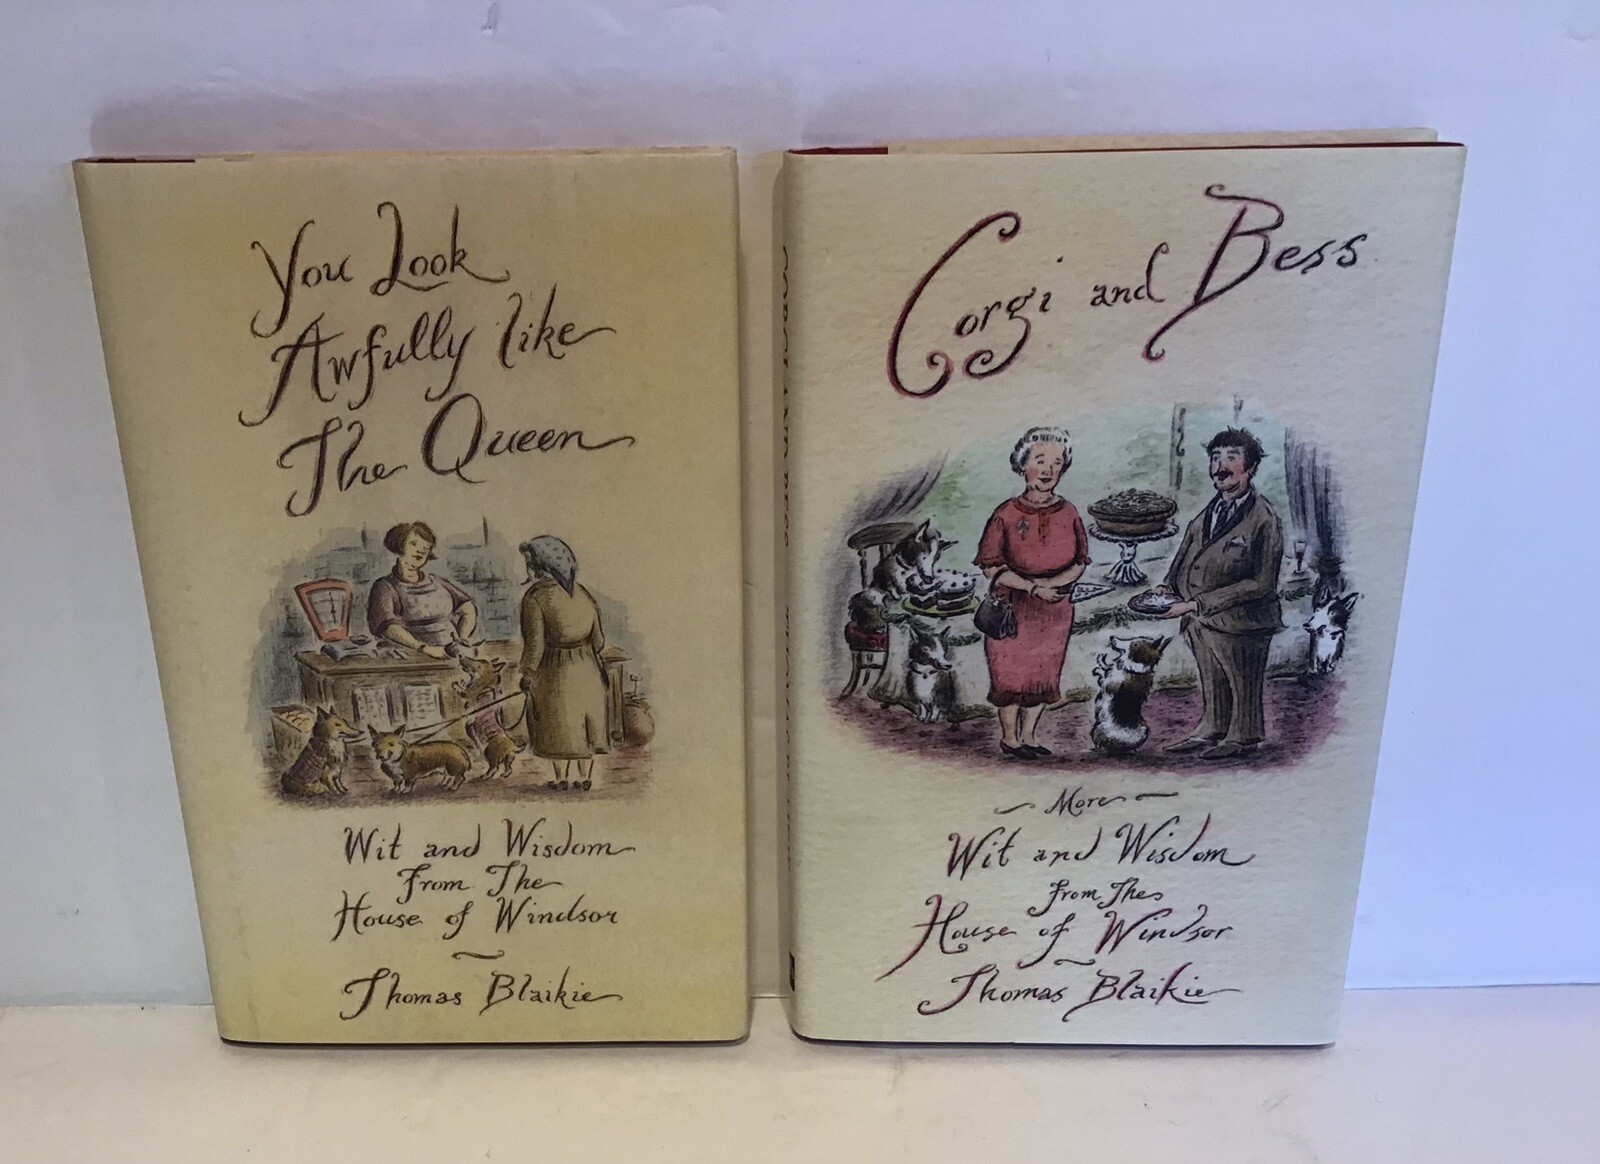 You Look
Awfully like
The Queen
Wit and Wisdom
from The
House of Windsor
Thomas Blaikie
Corgi and Bess
More
Wit and Wisdom
from The
House of Windsor
Thomas Blaikie